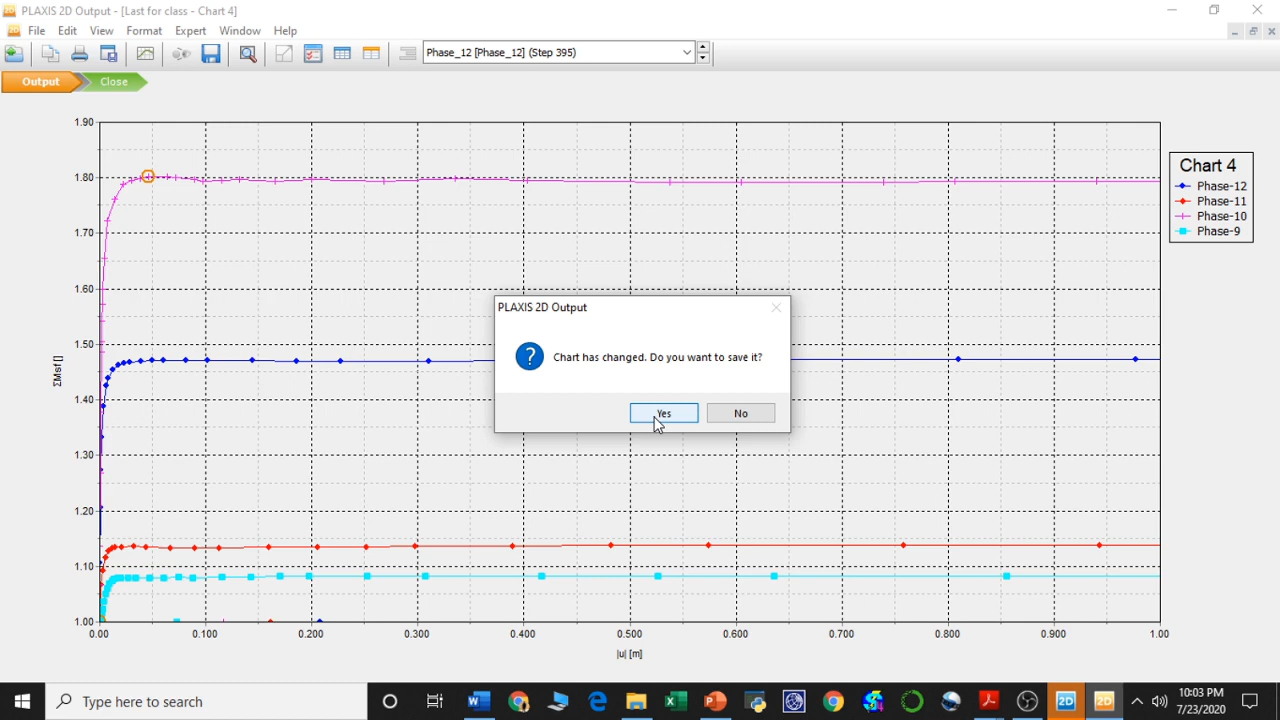 PLAXIS 2D Output - [Last for class - Chart 4]
File Edit View Format Expert Window Help
Phase_12 [Phase_12] (Step 395)
Output Close
1.90
1.80
1.70
1.60
1.50
1.40
1.30
1.20
1.10
1.00
ΣMsf []
0.00 0.100 0.200 0.300 0.400 0.500 0.600 0.700 0.800 0.900 1.00
|u| [m]
Chart 4
Phase-12
Phase-11
Phase-10
Phase-9
PLAXIS 2D Output
Chart has changed. Do you want to save it?
Yes No
Type here to search
10:03 PM
7/23/2020